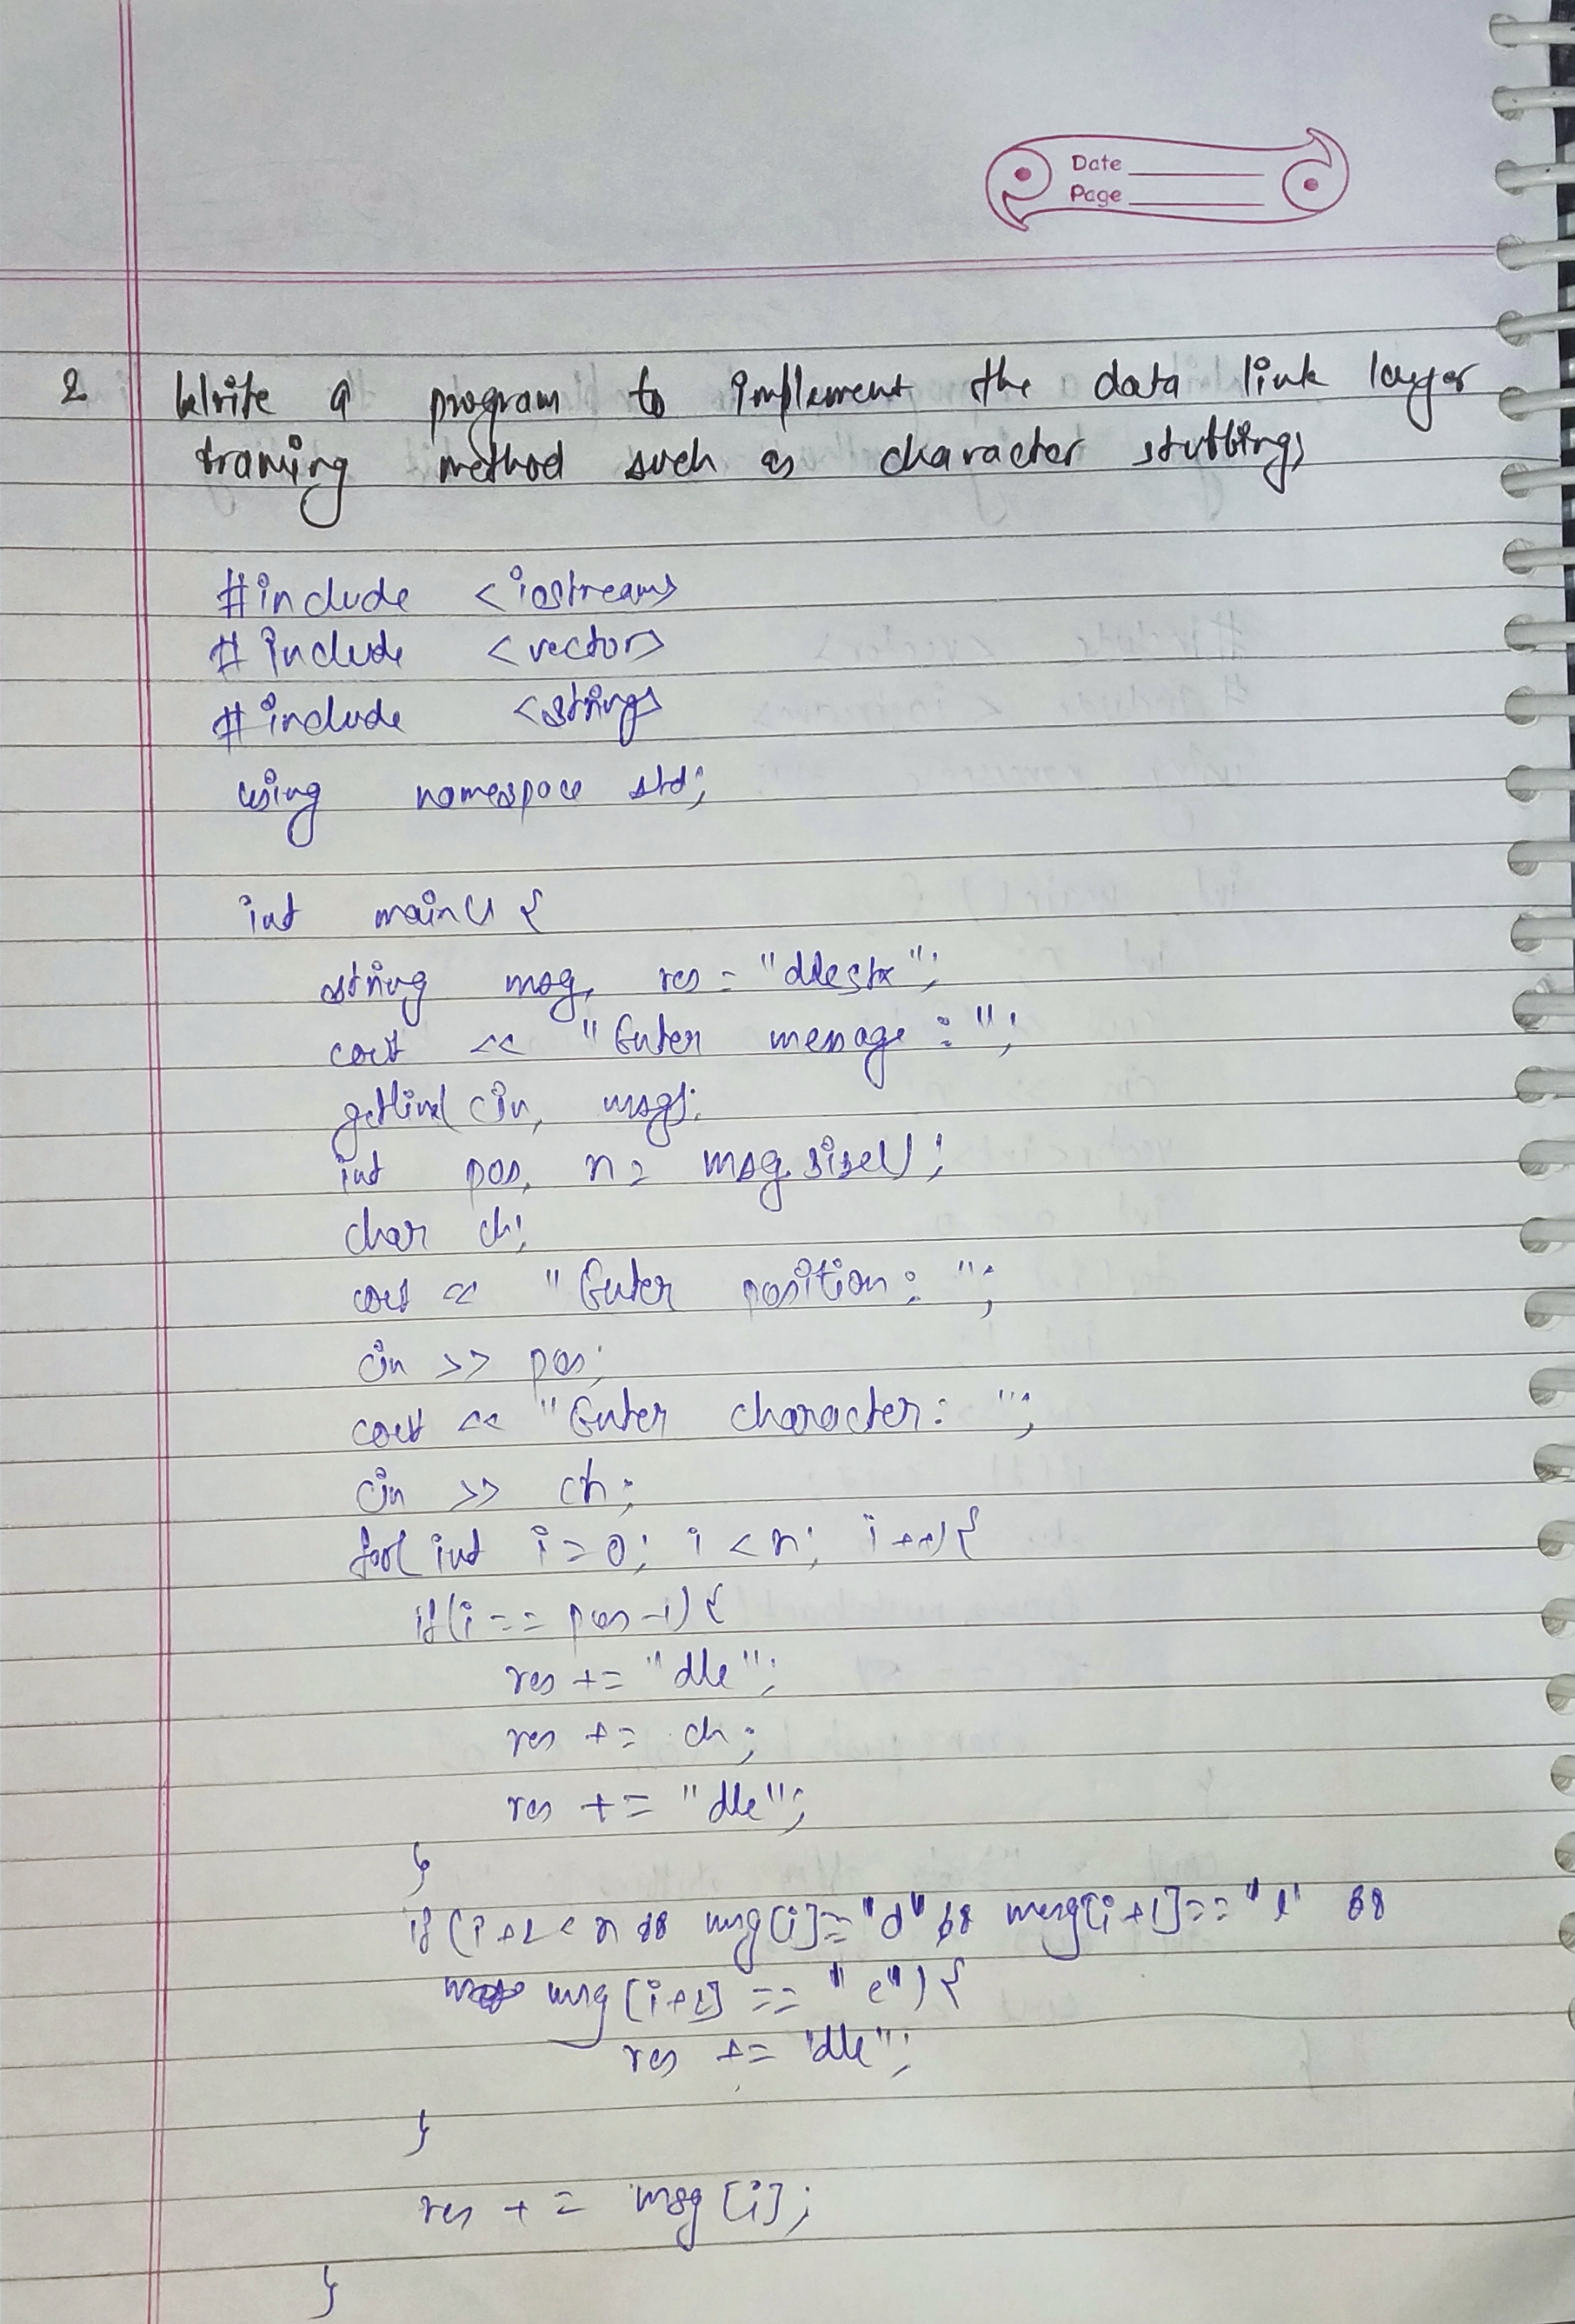 Date
Page
2 Write a program to implement the data link layer
framing method such as character stuffing;
#include <iostream>
#include <vector>
#include <string>
using namespace std;
int main() {
string msg, res = "dlestx";
cout << "Enter message : ";
getline(cin, msg);
int pos, n = msg.size();
char ch;
cout << "Enter position : ";
cin >> pos;
cout << "Enter character : ";
cin >> ch;
for(int i=0; i<n; i++){
if(i == pos-1){
res += "dle";
res += ch;
res += "dle";
}
if(i+2 < n && msg[i]=="d" && msg[i+1]=="l" &&
msg[i+2] == "e"){
res += "dle";
}
res += msg[i];
}